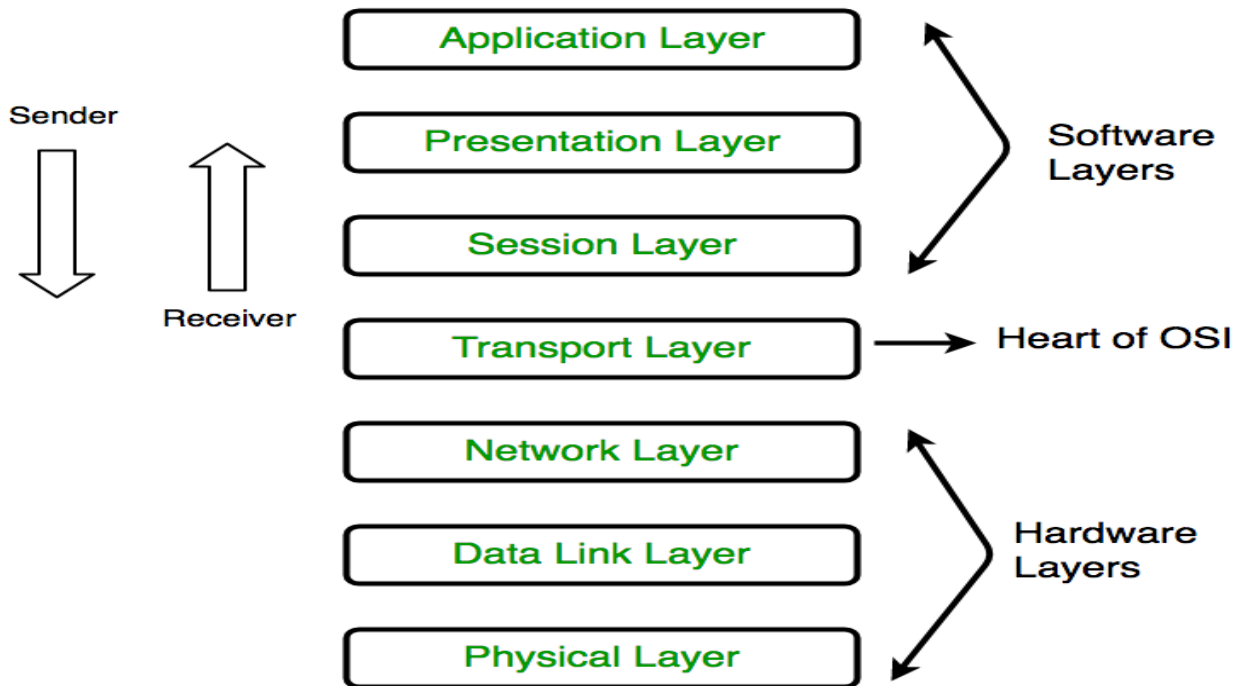 Application Layer
Sender
Presentation Layer
Software
Layers
Session Layer
Receiver
Transport Layer
Heart of OSI
Network Layer
Hardware
Layers
Data Link Layer
Physical Layer